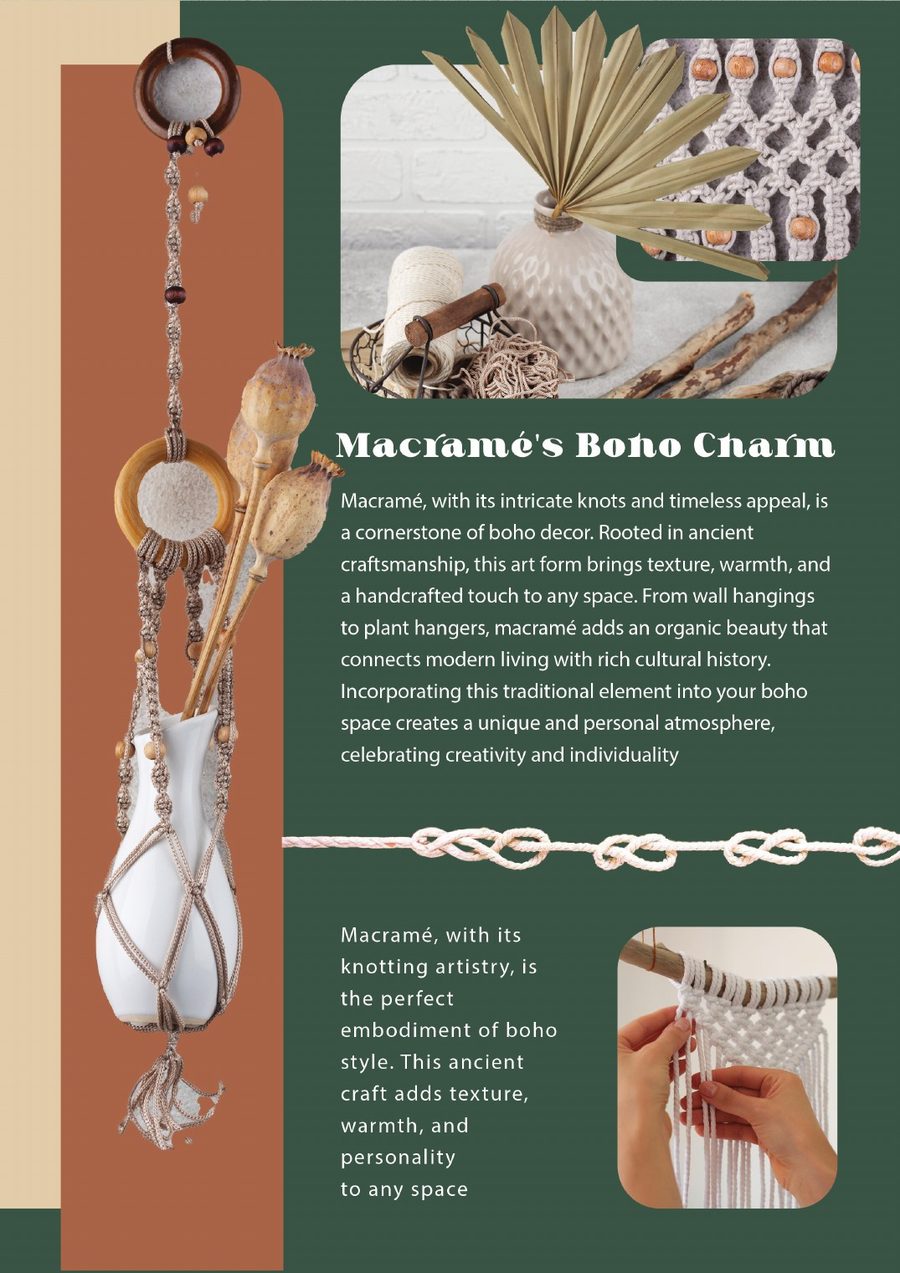 Macramé's Boho Charm
Macramé, with its intricate knots and timeless appeal, is
a cornerstone of boho decor. Rooted in ancient
craftsmanship, this art form brings texture, warmth, and
a handcrafted touch to any space. From wall hangings
to plant hangers, macramé adds an organic beauty that
connects modern living with rich cultural history.
Incorporating this traditional element into your boho
space creates a unique and personal atmosphere,
celebrating creativity and individuality
Macramé, with its
knotting artistry, is
the perfect
embodiment of boho
style. This ancient
craft adds texture,
warmth, and
personality
to any space